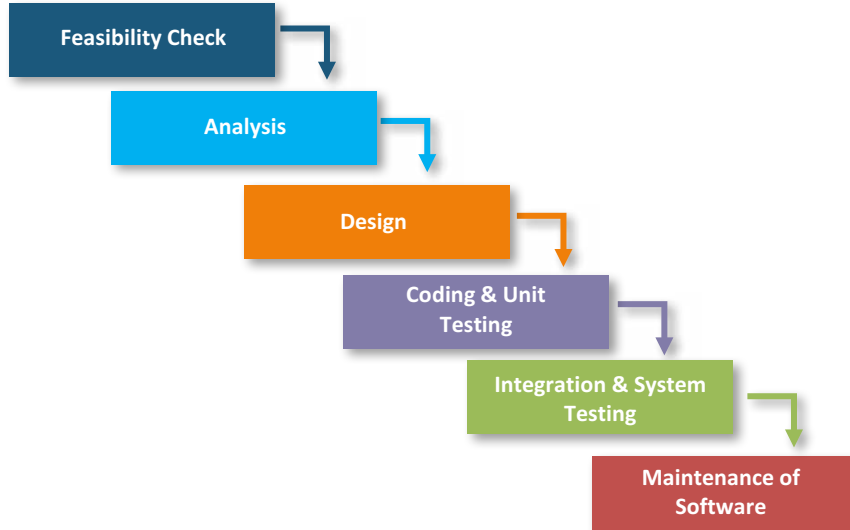 Feasibility Check
Analysis
Design
Coding & Unit
Testing
Integration & System
Testing
Maintenance of
Software